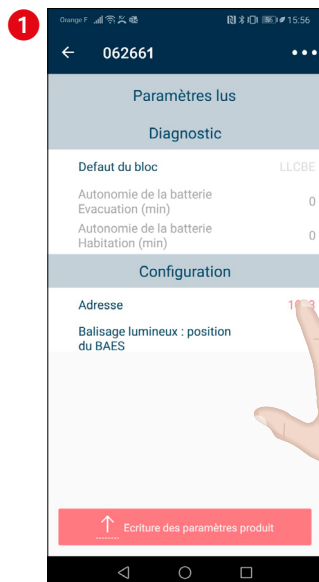 1
Orange F 15:56
062661
Paramètres lus
Diagnostic
Defaut du bloc LLCBE
Autonomie de la batterie 0
Evacuation (min)
Autonomie de la batterie 0
Habitation (min)
Configuration
Adresse
Balisage lumineux : position
du BAES
Ecriture des paramètres produit